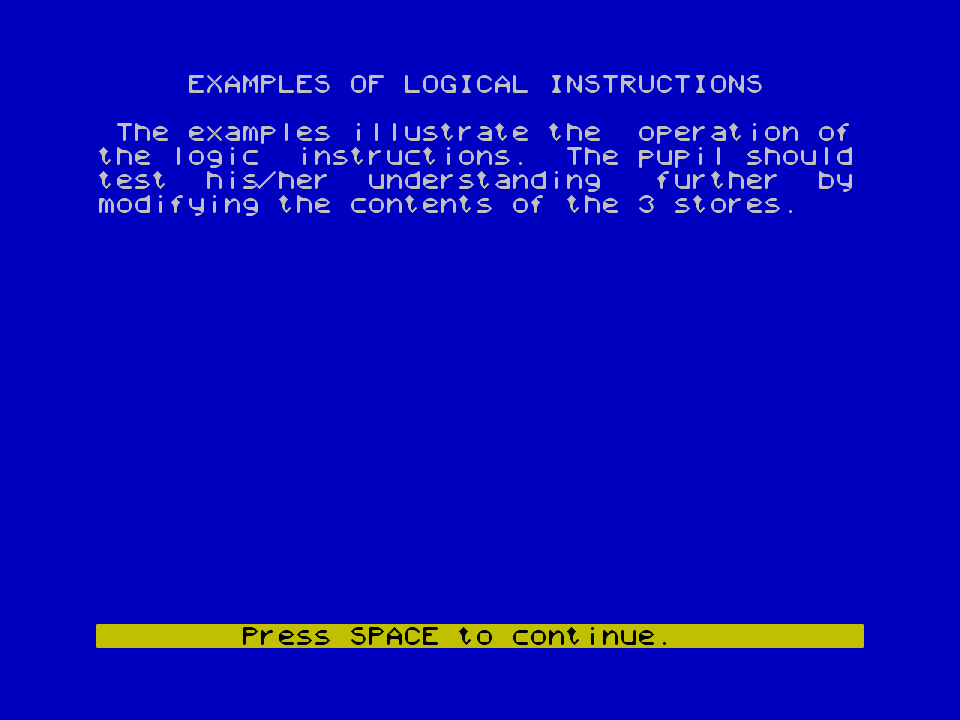 EXAMPLES OF LOGICAL INSTRUCTIONS
The examples illustrate the operation of
the logic instructions. The pupil should
test his/her understanding further by
modifying the contents of the 3 stores.
Press SPACE to continue.